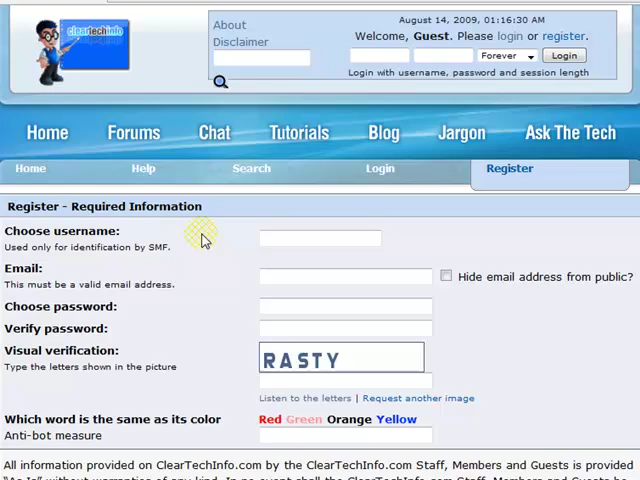 cleartechinfo
About
Disclaimer
August 14, 2009, 01:16:30 AM
Welcome, Guest. Please login or register.
Forever
Login
Login with username, password and session length
Home Forums Chat Tutorials Blog Jargon Ask The Tech
Home Help Search Login Register
Register - Required Information
Choose username:
Used only for identification by SMF.
Email:
This must be a valid email address.
Hide email address from public?
Choose password:
Verify password:
Visual verification:
Type the letters shown in the picture
RASTY
Listen to the letters | Request another image
Which word is the same as its color
Anti-bot measure
Red Green Orange Yellow
All information provided on ClearTechInfo.com by the ClearTechInfo.com Staff, Members and Guests is provided